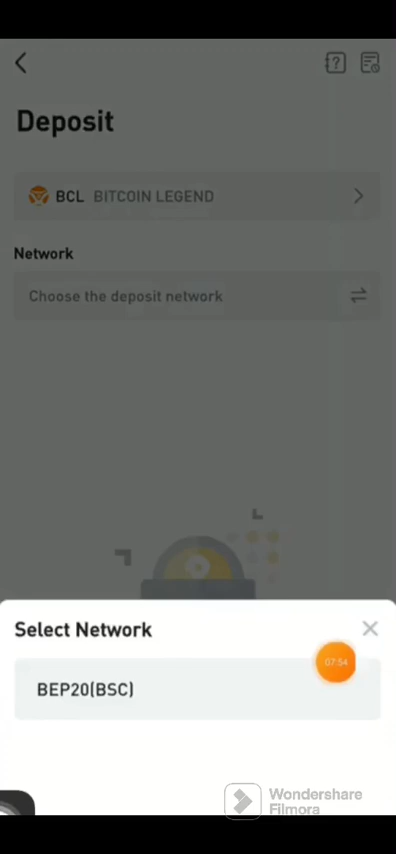 Deposit
BCL BITCOIN LEGEND
Network
Choose the deposit network
Select Network
07:54
BEP20(BSC)
Wondershare
Filmora